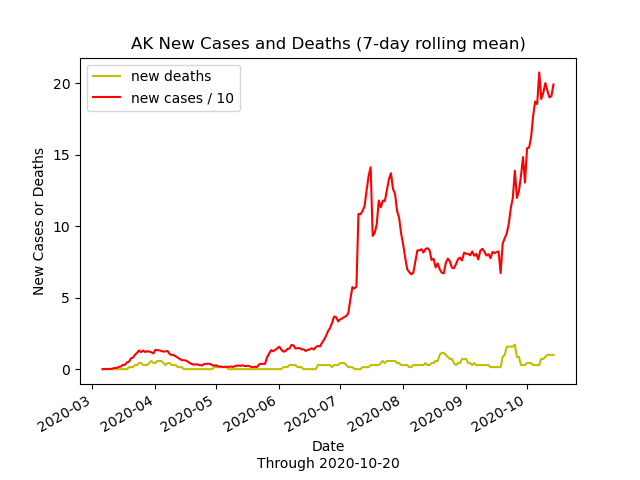 AK New Cases and Deaths (7-day rolling mean)
new deaths
new cases / 10
New Cases or Deaths
20
15
10
5
0
2020-03
2020-04
2020-05
2020-06
2020-07
2020-08
2020-09
2020-10
Date
Through 2020-10-20